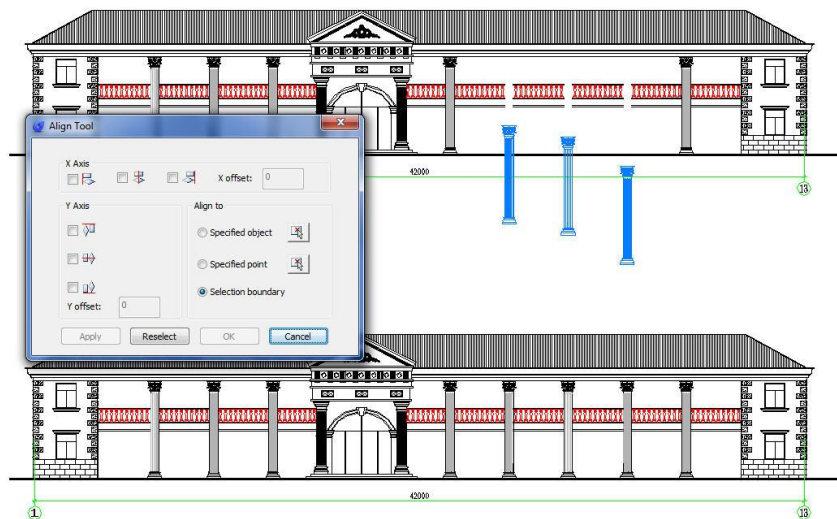 Align Tool
X Axis
X offset: 0
Y Axis
Align to
Specified object
Specified point
Selection boundary
Y offset: 0
Apply Reselect OK Cancel
42000
13
42000
1 13